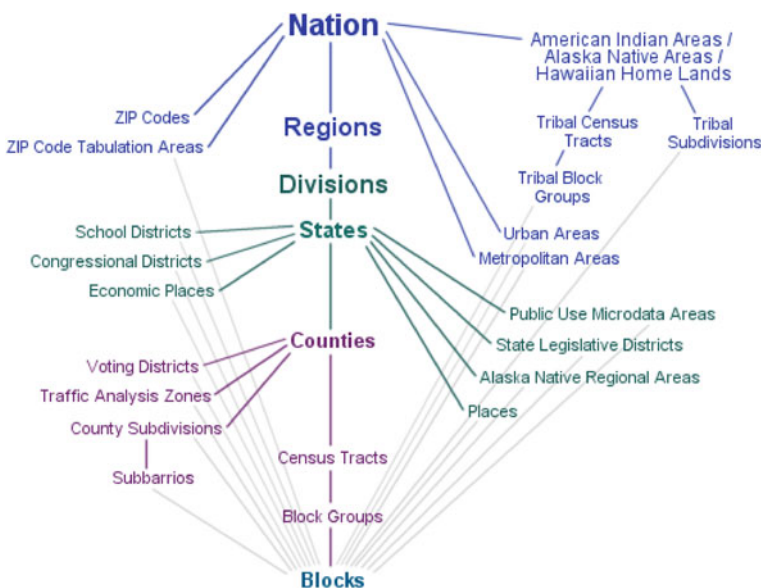 Nation
American Indian Areas /
Alaska Native Areas /
Hawaiian Home Lands
ZIP Codes
ZIP Code Tabulation Areas
Regions
Tribal Census
Tracts
Tribal
Subdivisions
Divisions
Tribal Block
Groups
School Districts
States
Urban Areas
Congressional Districts
Metropolitan Areas
Economic Places
Public Use Microdata Areas
Counties
State Legislative Districts
Voting Districts
Alaska Native Regional Areas
Traffic Analysis Zones
Places
County Subdivisions
Census Tracts
Subbarrios
Block Groups
Blocks